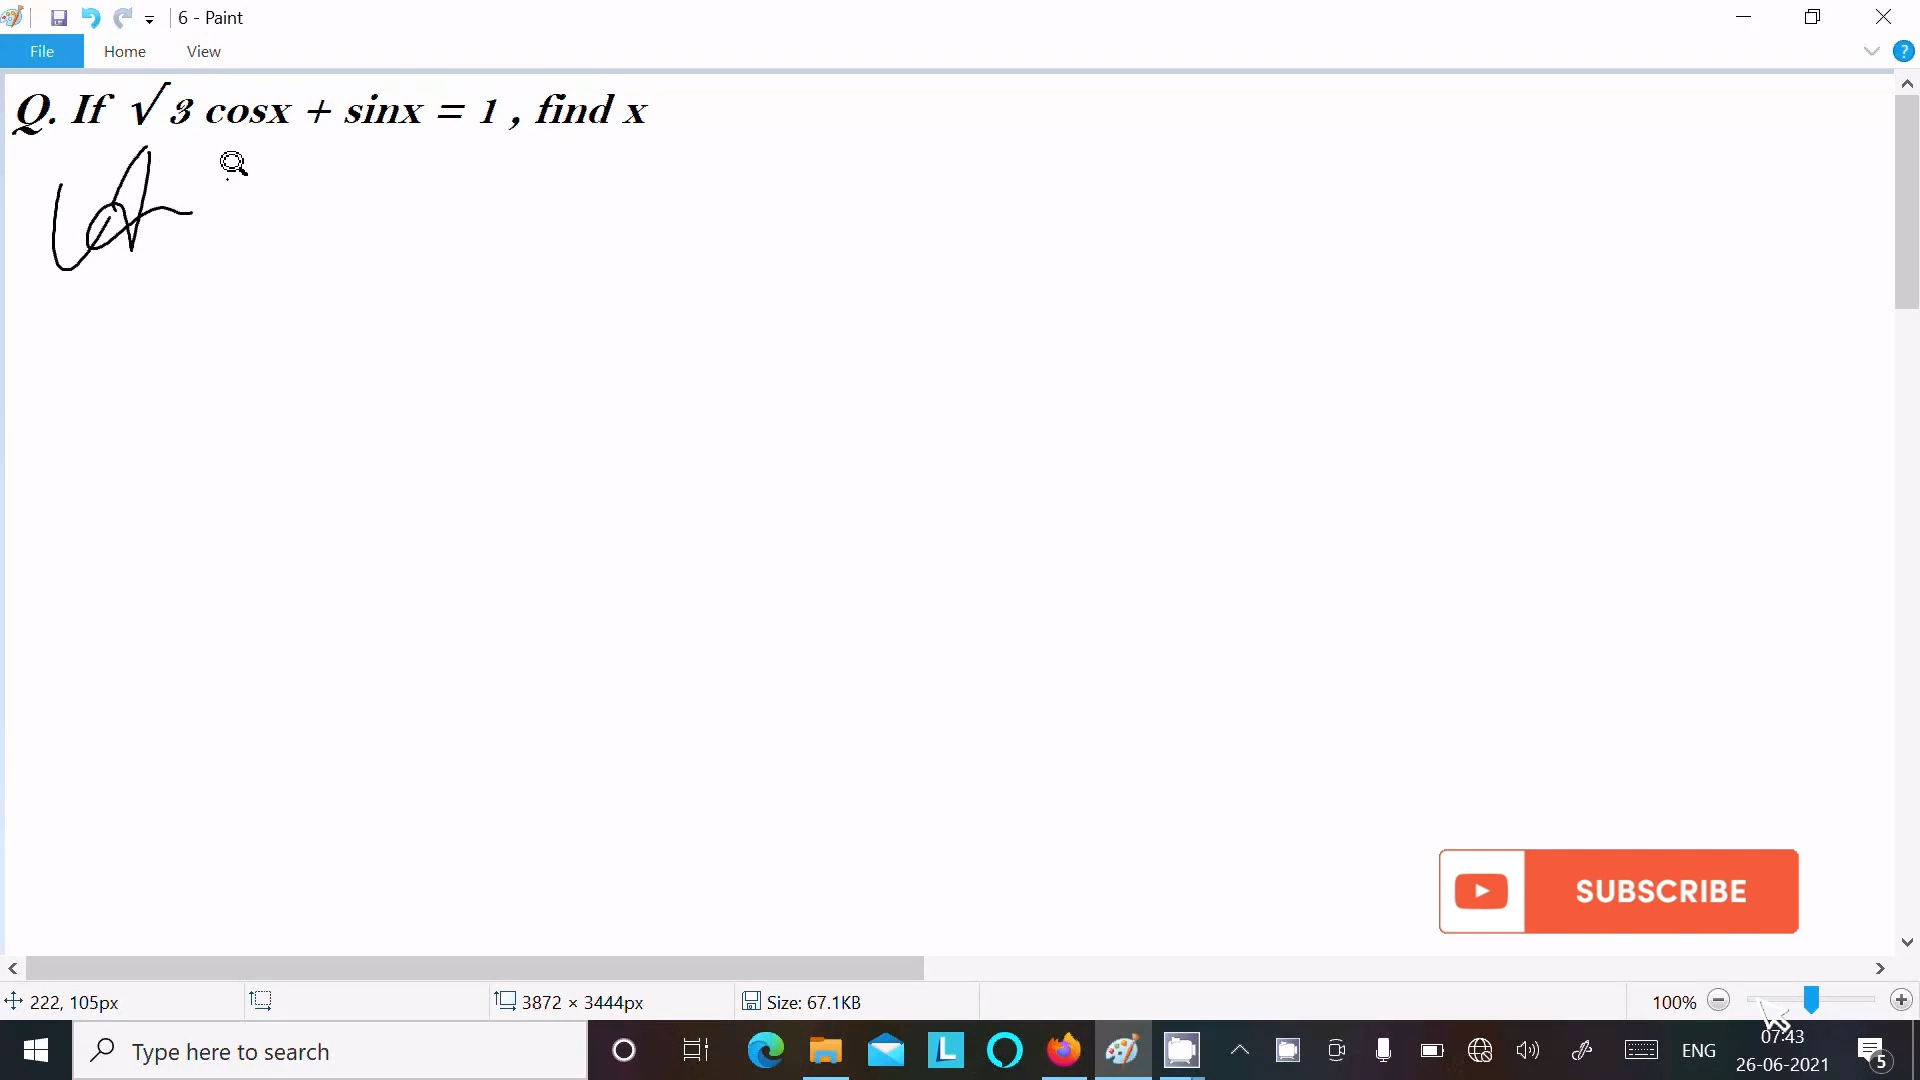 6 - Paint
File Home View
Q. If √3 cosx + sinx = 1 , find x
Let
SUBSCRIBE
222, 105px 3872 × 3444px Size: 67.1KB 100%
Type here to search L ENG 07:43
26-06-2021 5